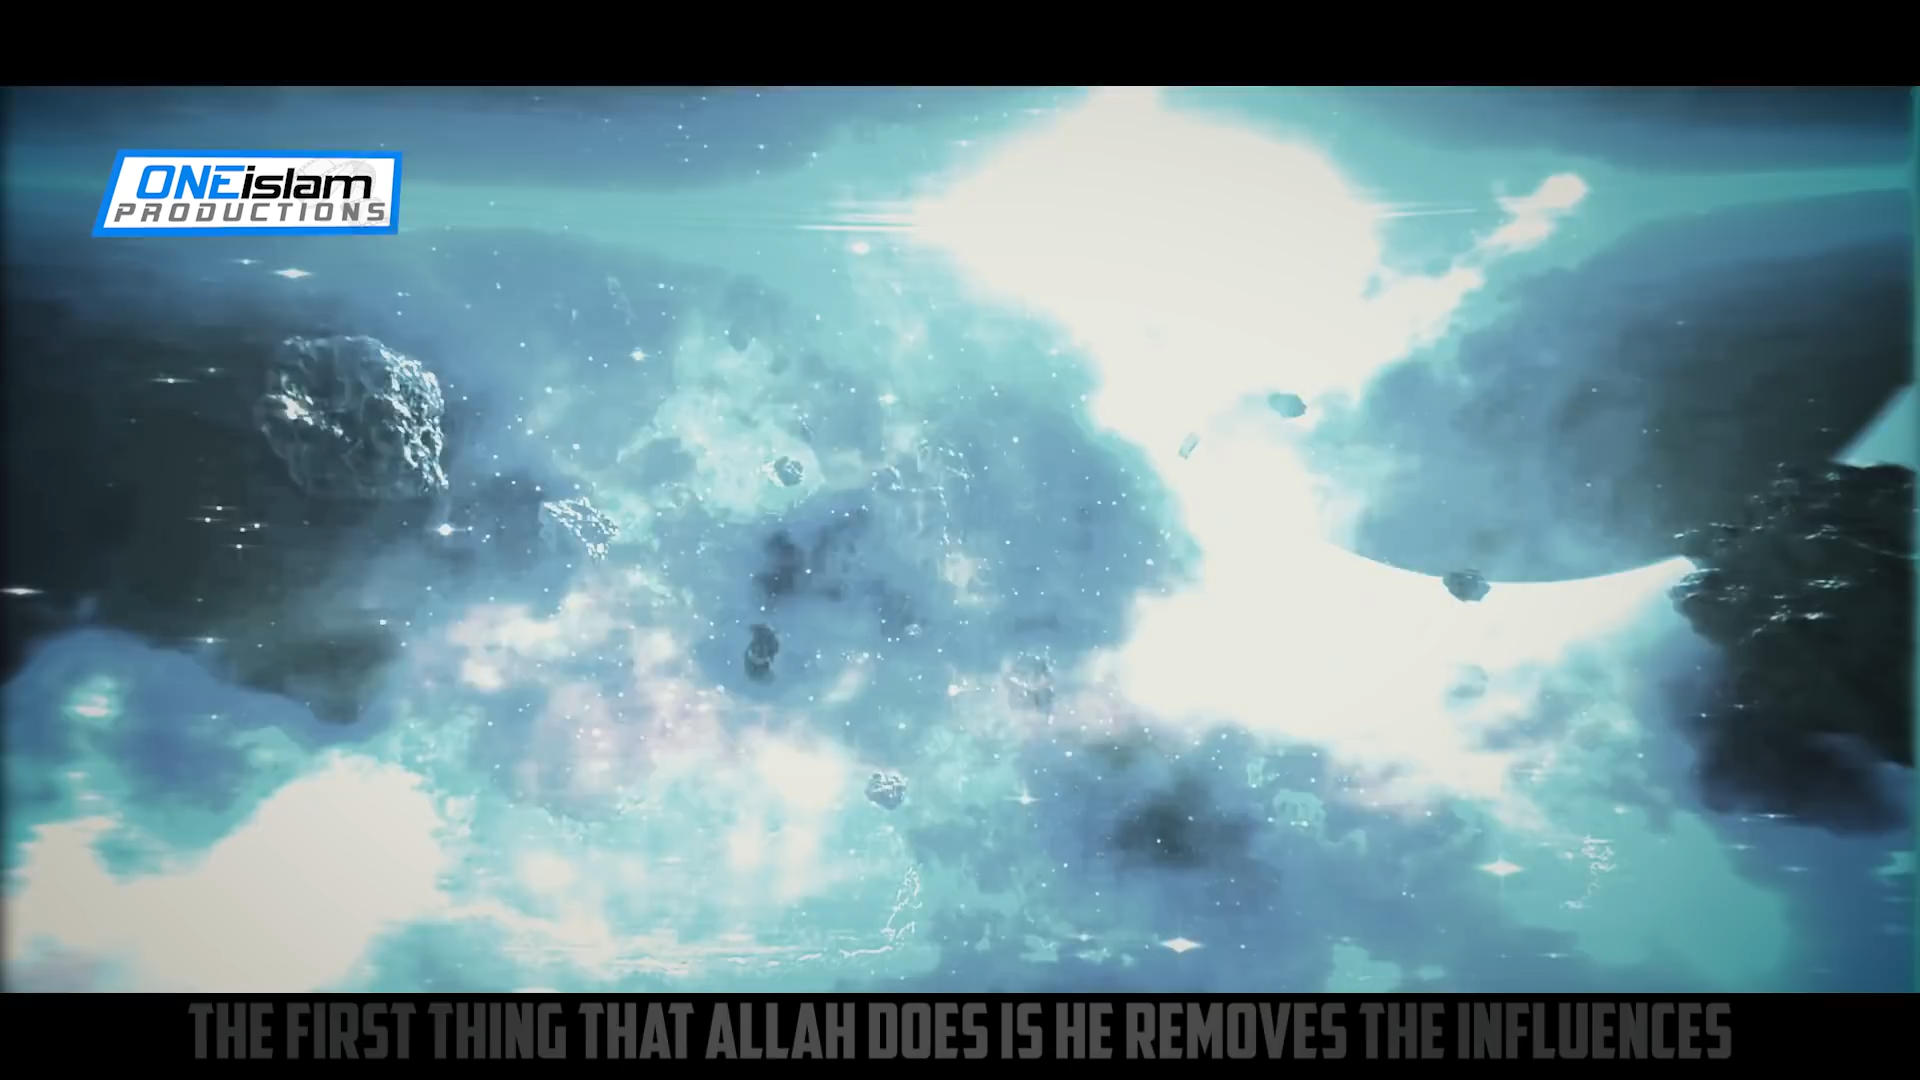 ONEislam
PRODUCTIONS
THE FIRST THING THAT ALLAH DOES IS HE REMOVES THE INFLUENCES